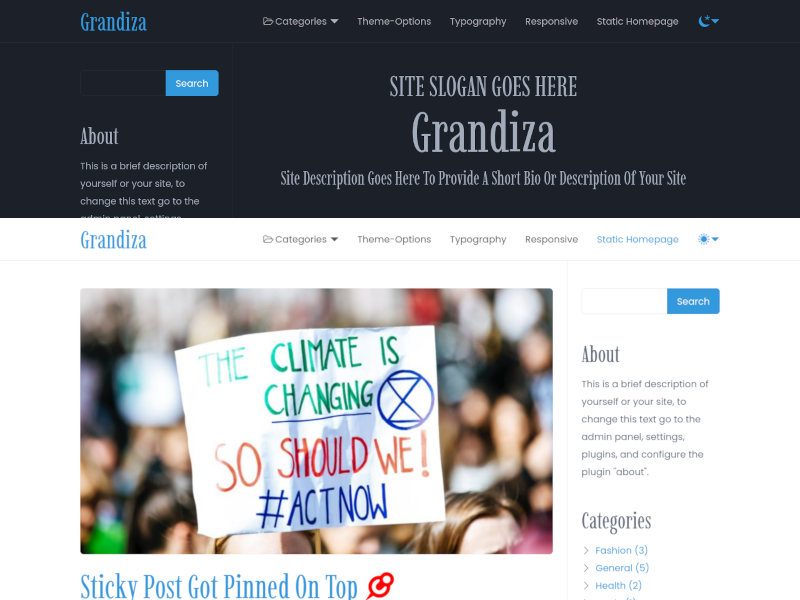 Grandiza
Categories Theme-Options Typography Responsive Static Homepage
Search
About
This is a brief description of
yourself or your site, to
change this text go to the
admin panel, settings,
SITE SLOGAN GOES HERE
Grandiza
Site Description Goes Here To Provide A Short Bio Or Description Of Your Site
Grandiza
Categories Theme-Options Typography Responsive Static Homepage
THE CLIMATE IS
CHANGING
SO SHOULD WE!
#ACTNOW
Sticky Post Got Pinned On Top
Search
About
This is a brief description of
yourself or your site, to
change this text go to the
admin panel, settings,
plugins, and configure the
plugin "about".
Categories
Fashion (3)
General (5)
Health (2)